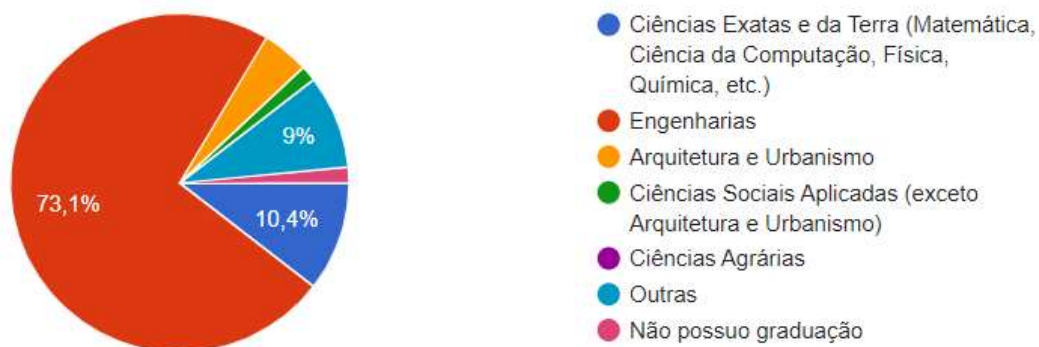 73,1%
9%
10,4%
Ciências Exatas e da Terra (Matemática,
Ciência da Computação, Física,
Química, etc.)
Engenharias
Arquitetura e Urbanismo
Ciências Sociais Aplicadas (exceto
Arquitetura e Urbanismo)
Ciências Agrárias
Outras
Não possuo graduação